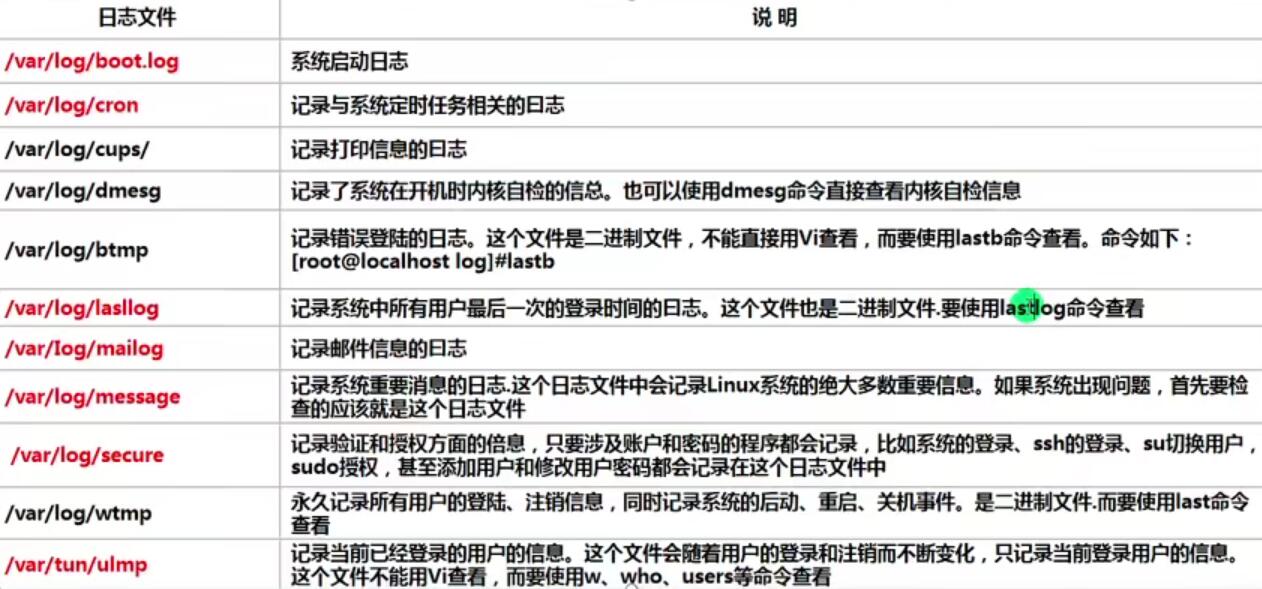 日志文件
说 明
/var/log/boot.log
系统启动日志
/var/log/cron
记录与系统定时任务相关的曰志
/var/log/cups/
记录打印信息的曰志
/var/log/dmesg
记录了系统在开机时内核自检的信总。也可以使用dmesg命令直接查看内核自检信息
/var/log/btmp
记录错误登陆的日志。这个文件是二进制文件，不能直接用Vi查看，而要使用lastb命令查看。命令如下：
[root@localhost log]#lastb
/var/log/lasllog
记录系统中所有用户最后一次的登录时间的曰志。这个文件也是二进制文件.要使用lastlog命令查看
/var/Iog/mailog
记录邮件信息的曰志
/var/log/message
记录系统重要消息的日志.这个日志文件中会记录Linux系统的绝大多数重要信息。如果系统出现问题，首先要检
查的应该就是这个日志文件
/var/log/secure
记录验证和授权方面的倍息，只要涉及账户和密码的程序都会记录，比如系统的登录、ssh的登录、su切换用户，
sudo授权，甚至添加用户和修改用户密码都会记录在这个日志文件中
/var/log/wtmp
永久记录所有用户的登陆、注销信息，同时记录系统的后动、重启、关机事件。是二进制文件.而要使用last命令
查看
/var/tun/ulmp
记录当前已经登录的用户的信息。这个文件会随着用户的登录和注销而不断变化，只记录当前登录用户的信息。
这个文件不能用Vi查看，而要使用w、who、users等命令查看